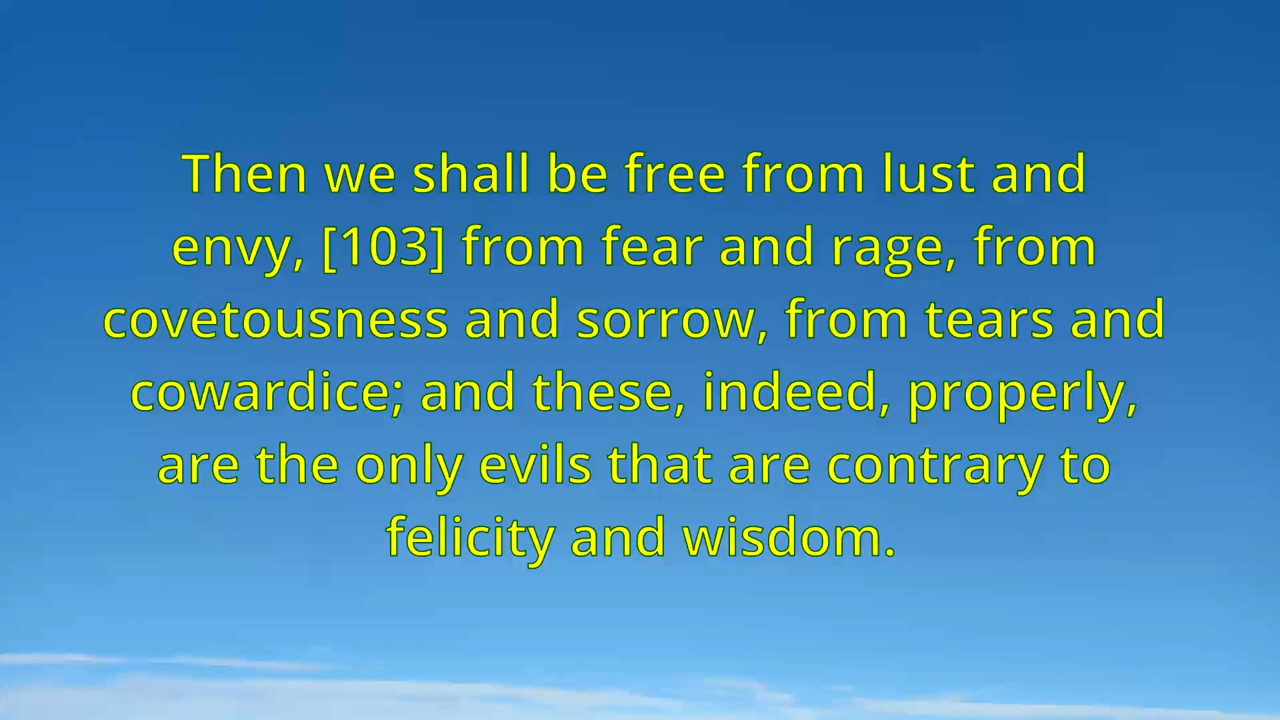 Then we shall be free from lust and
envy, [103] from fear and rage, from
covetousness and sorrow, from tears and
cowardice; and these, indeed, properly,
are the only evils that are contrary to
felicity and wisdom.